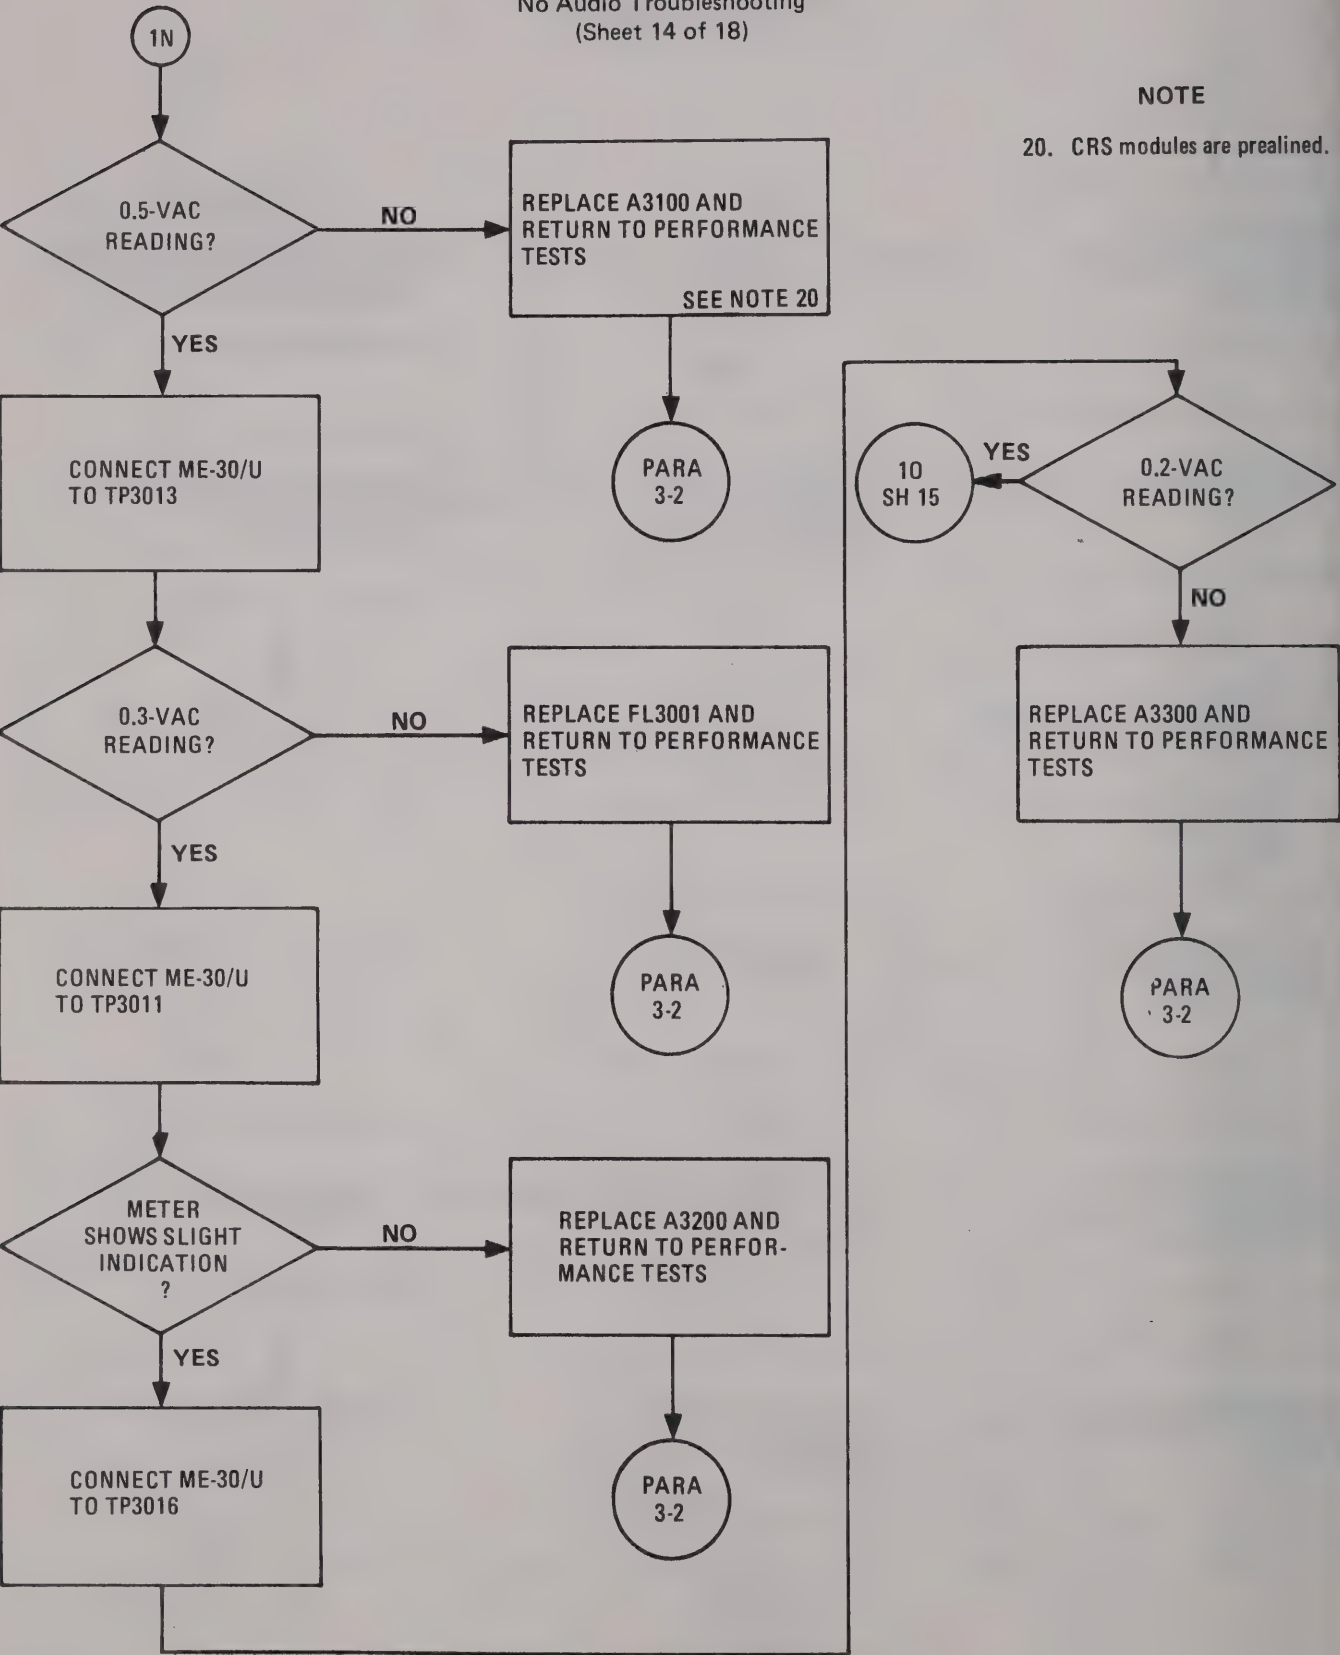 No Audio Troubleshooting
(Sheet 14 of 18)
1N
NOTE
20. CRS modules are prealined.
0.5-VAC
READING?
NO
REPLACE A3100 AND
RETURN TO PERFORMANCE
TESTS
SEE NOTE 20
YES
PARA
3-2
CONNECT ME-30/U
TO TP3013
10
SH 15
YES
0.2-VAC
READING?
NO
0.3-VAC
READING?
NO
REPLACE FL3001 AND
RETURN TO PERFORMANCE
TESTS
REPLACE A3300 AND
RETURN TO PERFORMANCE
TESTS
YES
PARA
3-2
PARA
3-2
CONNECT ME-30/U
TO TP3011
METER
SHOWS SLIGHT
INDICATION
?
NO
REPLACE A3200 AND
RETURN TO PERFOR-
MANCE TESTS
YES
PARA
3-2
CONNECT ME-30/U
TO TP3016